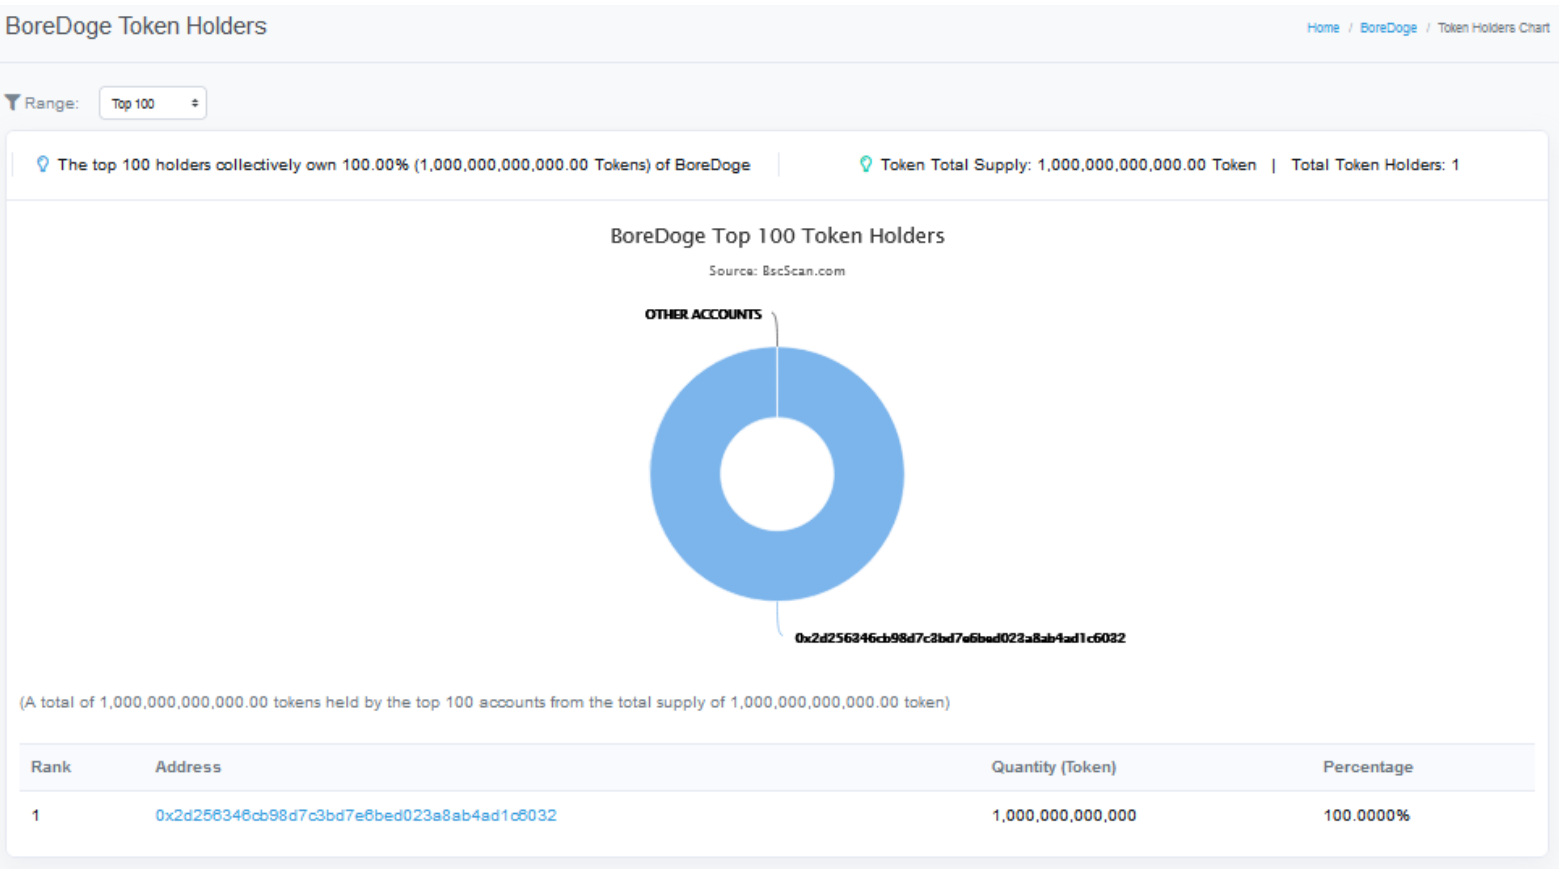 BoreDoge Token Holders
Home / BoreDoge / Token Holders Chart
Range: Top 100
The top 100 holders collectively own 100.00% (1,000,000,000,000.00 Tokens) of BoreDoge
Token Total Supply: 1,000,000,000,000.00 Token | Total Token Holders: 1
BoreDoge Top 100 Token Holders
Source: BscScan.com
OTHER ACCOUNTS
0x2d256346cb98d7c3bd7e6bed023a8ab4ad1c6032
(A total of 1,000,000,000,000.00 tokens held by the top 100 accounts from the total supply of 1,000,000,000,000.00 token)
Rank Address Quantity (Token) Percentage
1 0x2d256346cb98d7c3bd7e6bed023a8ab4ad1c6032 1,000,000,000,000 100.0000%